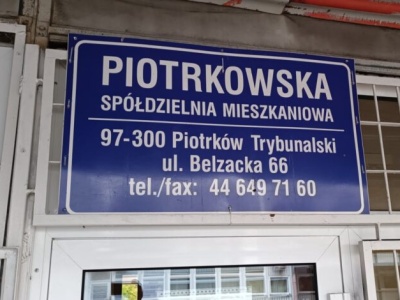 PIOTRKOWSKA
SPÓŁDZIELNIA MIESZKANIOWA
97-300 Piotrków Trybunalski
ul. Belzacka 66
tel./fax: 44 649 71 60